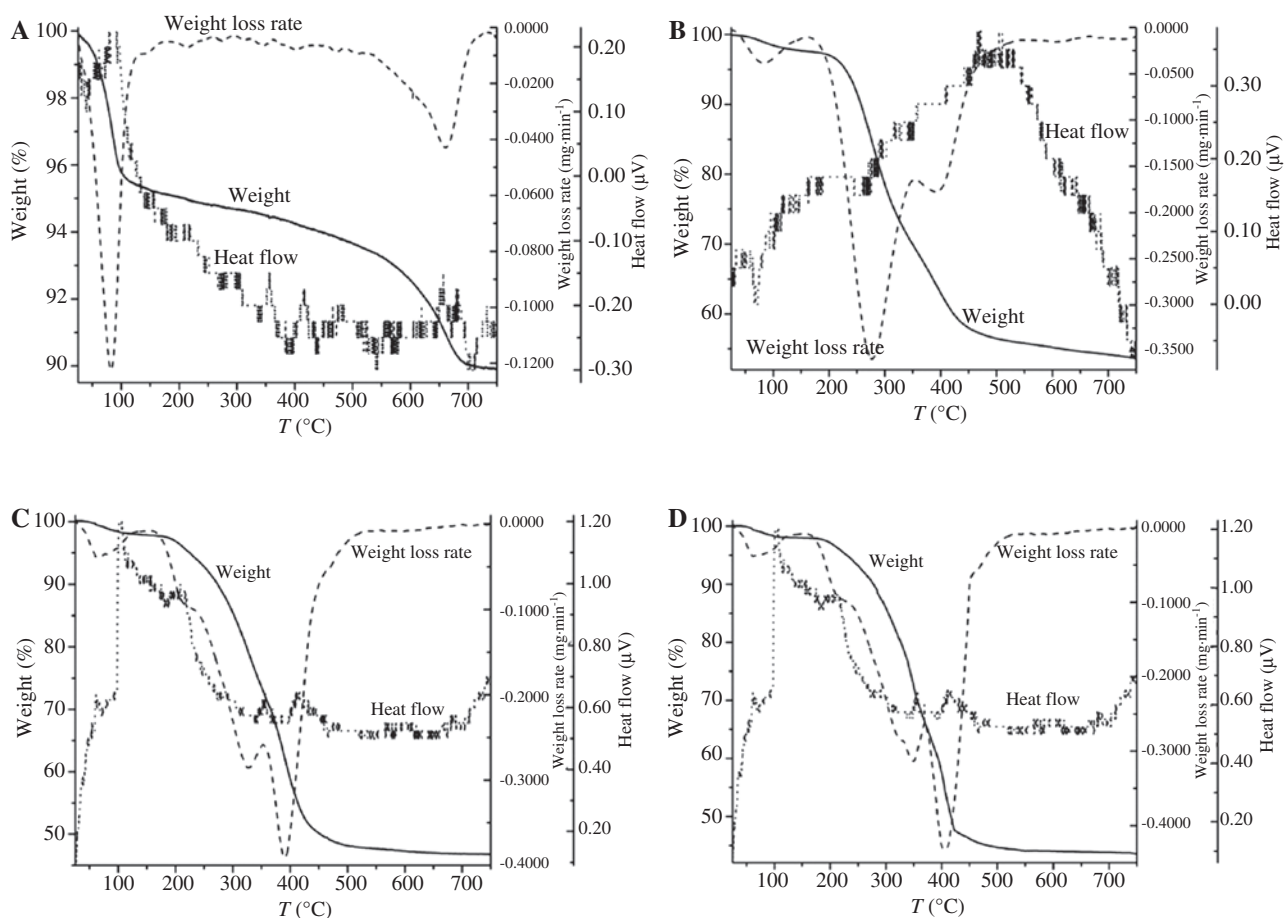 A
Weight loss rate
Weight
Heat flow
Weight (%)
100
98
96
94
92
90
100 200 300 400 500 600 700
T (°C)
0.0000
-0.0200
-0.0400
-0.0600
-0.0800
-0.1000
-0.1200
Weight loss rate (mg·min⁻¹)
0.20
0.10
0.00
-0.10
-0.20
-0.30
Heat flow (µV)
B
Heat flow
Weight
Weight loss rate
Weight (%)
100
90
80
70
60
100 200 300 400 500 600 700
T (°C)
0.0000
-0.0500
-0.1000
-0.1500
-0.2000
-0.2500
-0.3000
-0.3500
Weight loss rate (mg·min⁻¹)
0.30
0.20
0.10
0.00
Heat flow (µV)
C
Weight
Weight loss rate
Heat flow
Weight (%)
100
90
80
70
60
50
100 200 300 400 500 600 700
T (°C)
0.0000
-0.1000
-0.2000
-0.3000
-0.4000
Weight loss rate (mg·min⁻¹)
1.20
1.00
0.80
0.60
0.40
0.20
Heat flow (µV)
D
Weight
Weight loss rate
Heat flow
Weight (%)
100
90
80
70
60
50
100 200 300 400 500 600 700
T (°C)
0.0000
-0.1000
-0.2000
-0.3000
-0.4000
Weight loss rate (mg·min⁻¹)
1.20
1.00
0.80
0.60
0.40
0.20
Heat flow (µV)